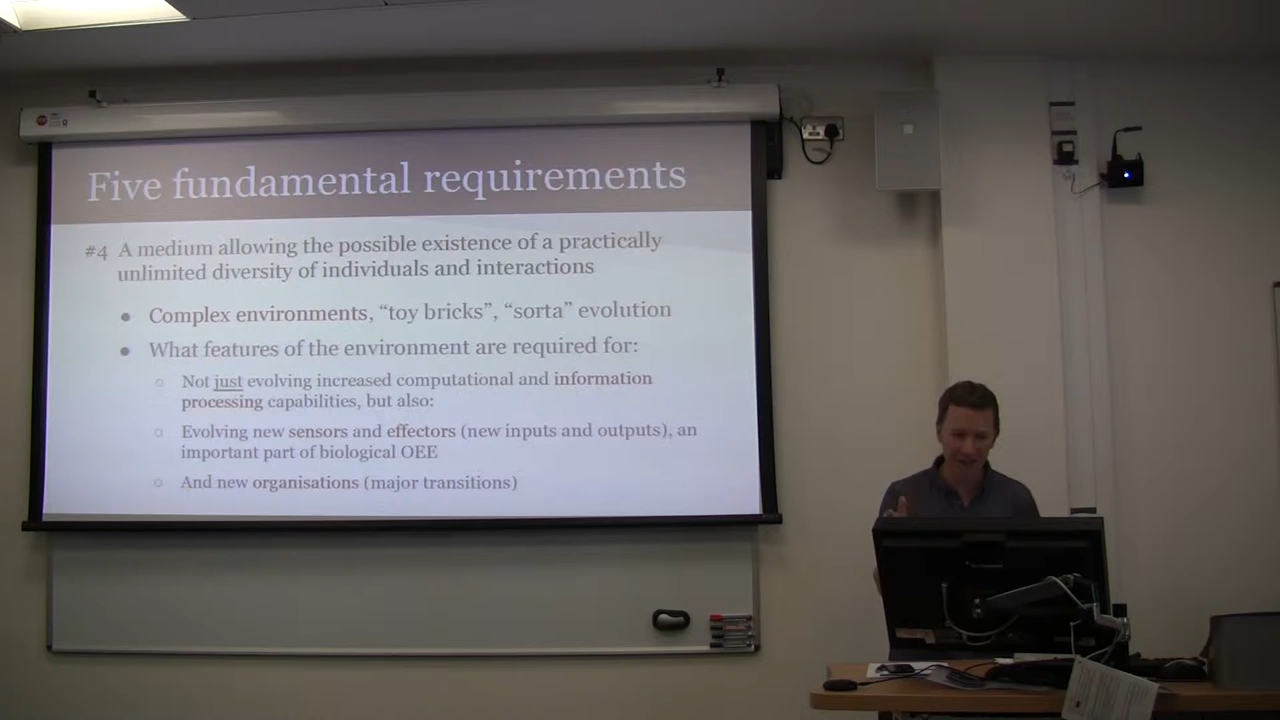 Five fundamental requirements
#4 A medium allowing the possible existence of a practically
unlimited diversity of individuals and interactions
● Complex environments, “toy bricks”, “sorta” evolution
● What features of the environment are required for:
○ Not just evolving increased computational and information
processing capabilities, but also:
○ Evolving new sensors and effectors (new inputs and outputs), an
important part of biological OEE
○ And new organisations (major transitions)